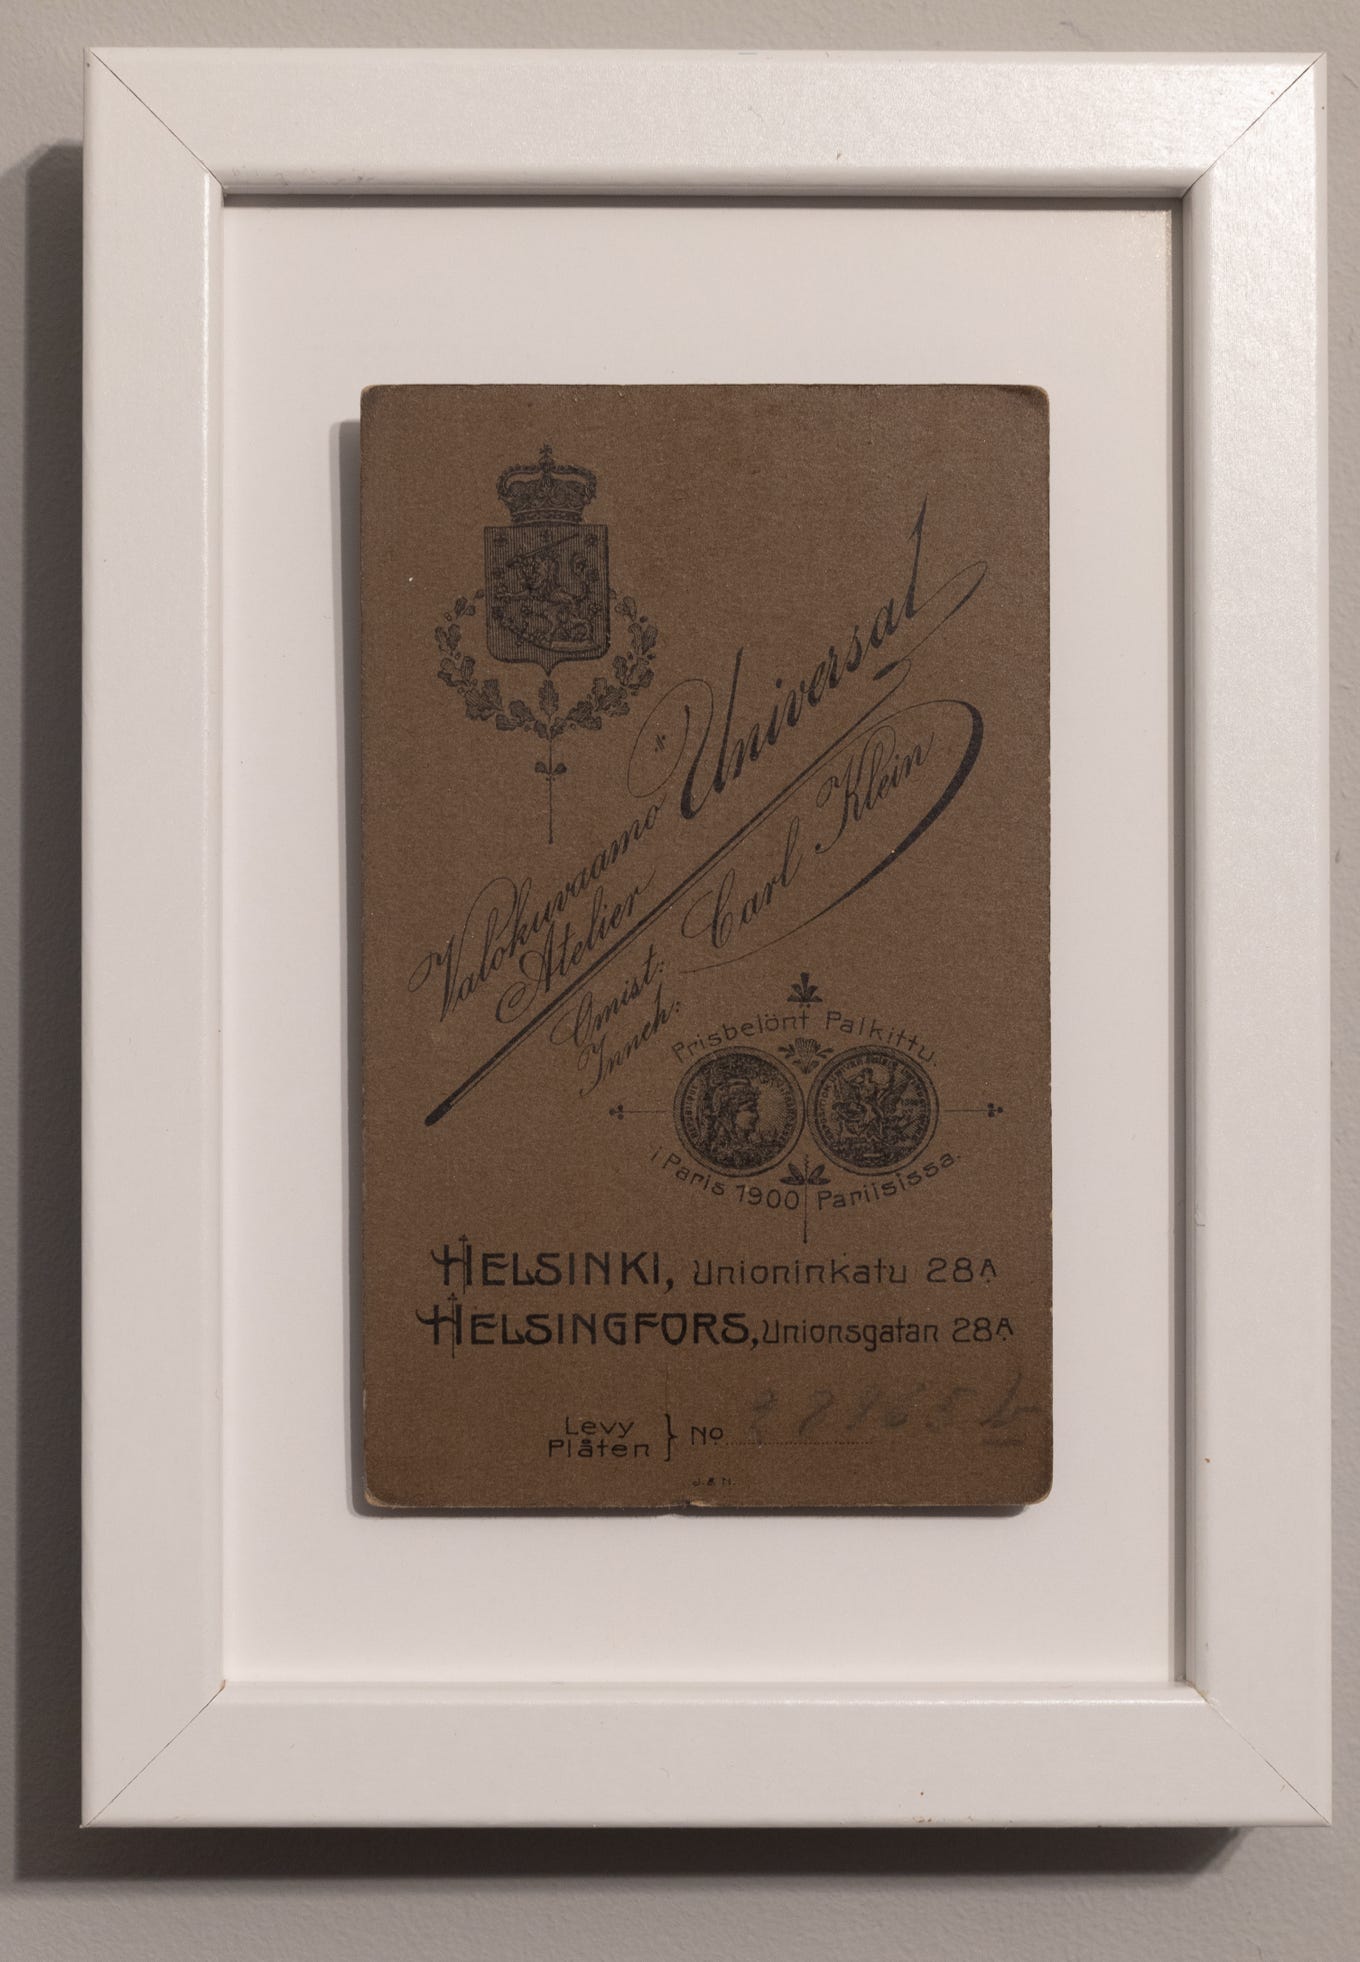 Valokuvaamo
Atelier
Universal
Omist:
Inneh:
Carl Klein
Prisbelönt Palkittu.
i Paris 1900 Pariisissa.
HELSINKI, Unioninkatu 28A
HELSINGFORS, Unionsgatan 28A
Levy
Plåten
No
J. & N.